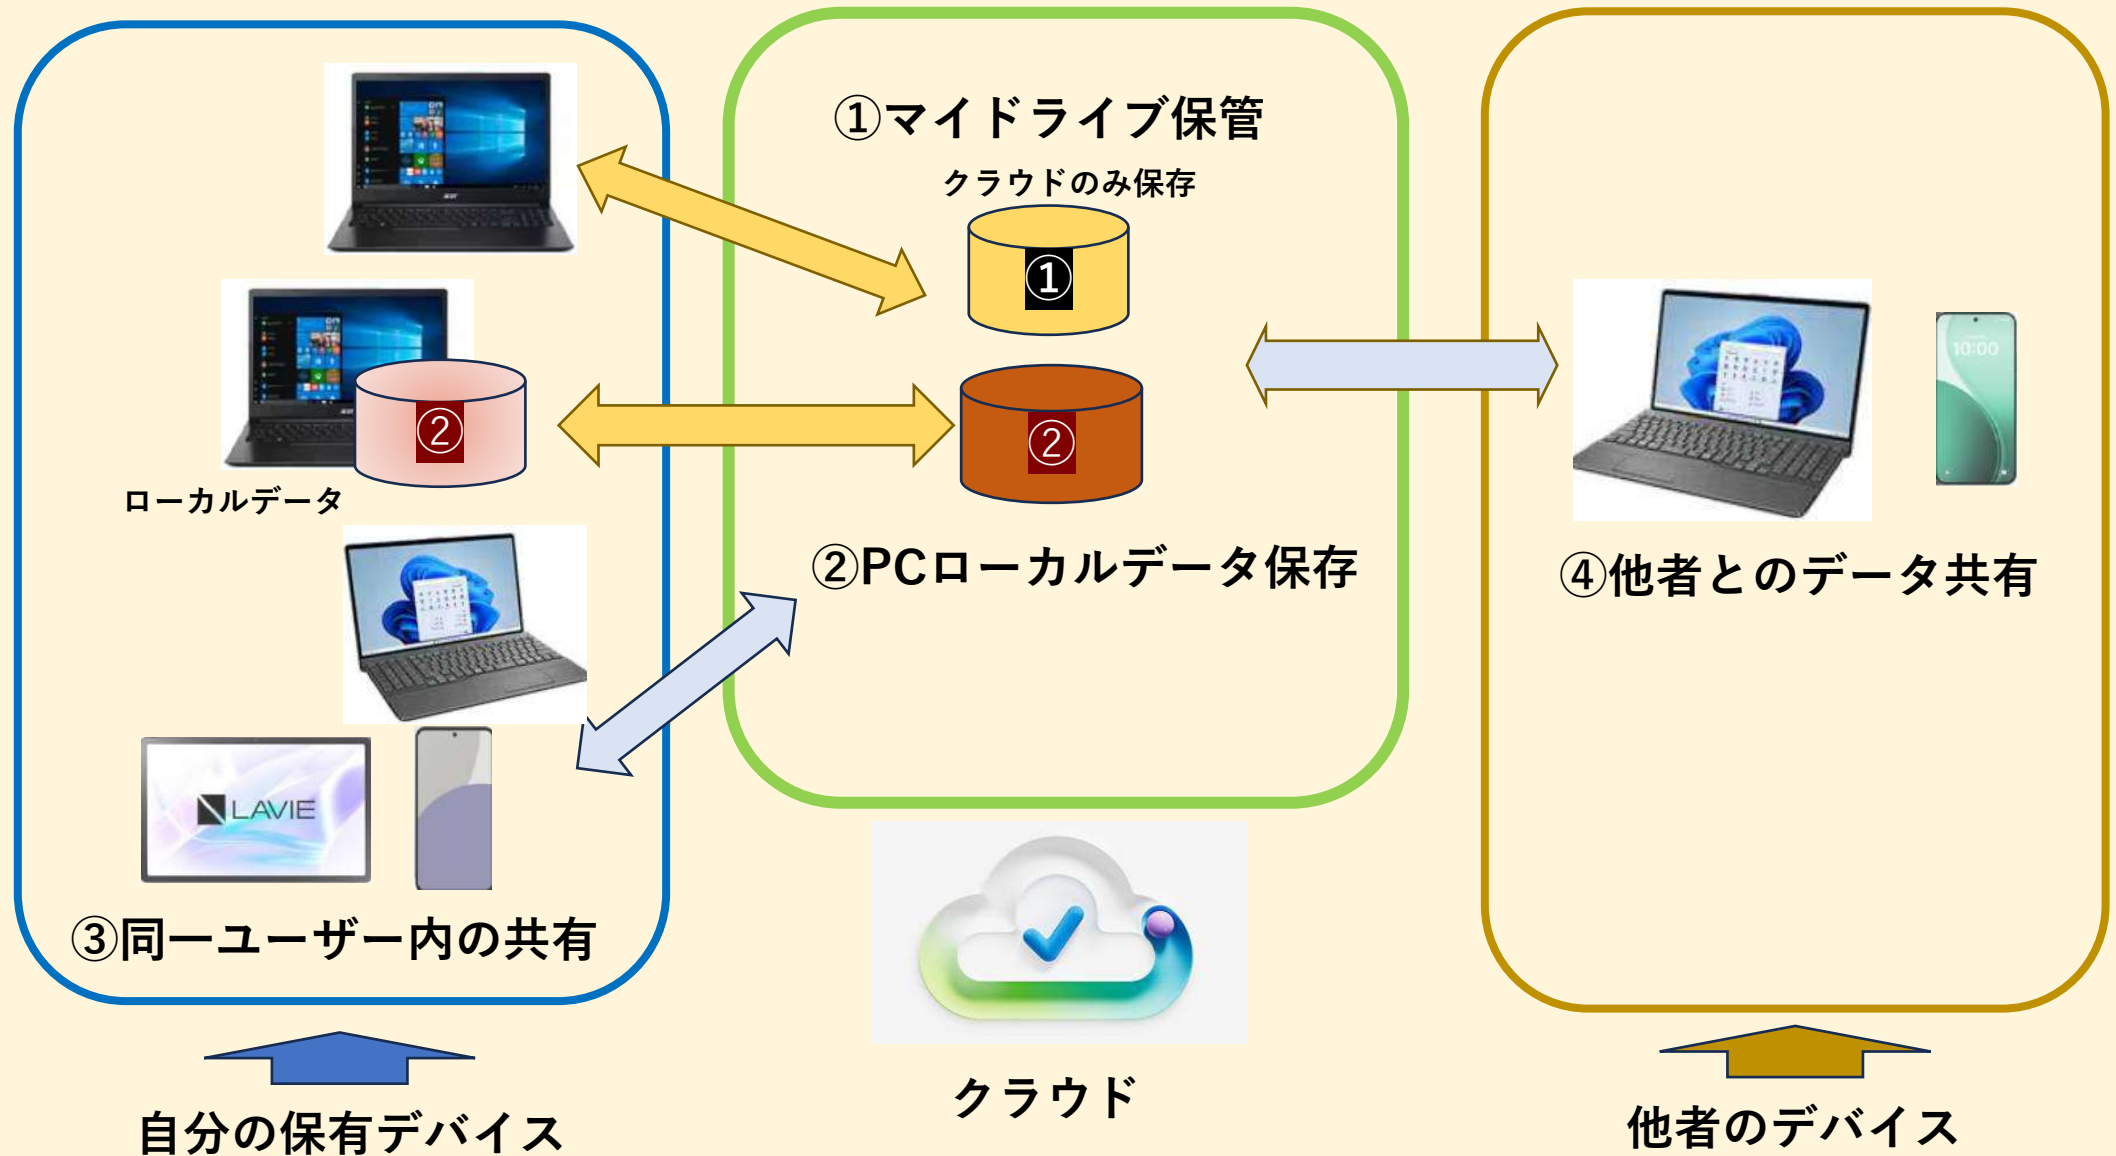 ①マイドライブ保管
クラウドのみ保存
①
②
②
ローカルデータ
②PCローカルデータ保存
10:00
④他者とのデータ共有
LAVIE
③同一ユーザー内の共有
クラウド
自分の保有デバイス
他者のデバイス